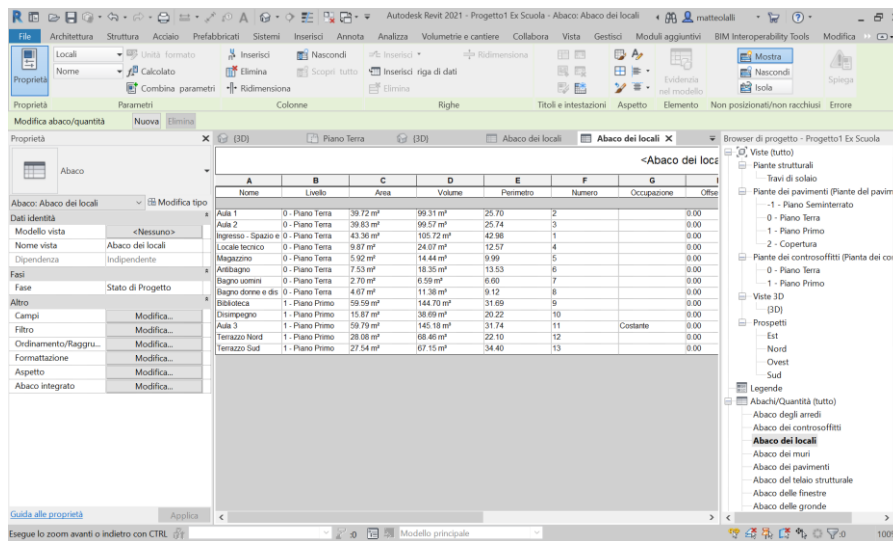 Autodesk Revit 2021 - Progetto1 Ex Scuola - Abaco: Abaco dei locali
matteolalli
File Architettura Struttura Acciaio Prefabbricati Sistemi Inserisci Annota Analizza Volumetrie e cantiere Collabora Vista Gestisci Moduli aggiuntivi BIM Interoperability Tools Modifica
Proprietà
Locali
Nome
Unità formato
Calcolato
Combina parametri
Inserisci
Elimina
Ridimensiona
Nascondi
Scopri tutto
Inserisci
Inserisci riga di dati
Elimina
Ridimensiona
Evidenzia
nel modello
Mostra
Nascondi
Isola
Spiega
Proprietà Parametri Colonne Righe Titoli e intestazioni Aspetto Elemento Non posizionati/non racchiusi Errore
Modifica abaco/quantità Nuova Elimina
Proprietà
Abaco
Abaco: Abaco dei locali Modifica tipo
Dati identità
Modello vista <Nessuno>
Nome vista Abaco dei locali
Dipendenza Indipendente
Fasi
Fase Stato di Progetto
Altro
Campi Modifica...
Filtro Modifica...
Ordinamento/Raggru... Modifica...
Formattazione Modifica...
Aspetto Modifica...
Abaco integrato Modifica...
Guida alle proprietà Applica
{3D} Piano Terra {3D} Abaco dei locali Abaco dei locali
<Abaco dei loca
A B C D E F G
Nome Livello Area Volume Perimetro Numero Occupazione Offse
Aula 1 0 - Piano Terra 39.72 m² 99.31 m³ 25.70 2 0.00
Aula 2 0 - Piano Terra 39.83 m² 99.57 m³ 25.74 3 0.00
Ingresso - Spazio e 0 - Piano Terra 43.36 m² 105.72 m³ 42.98 1 0.00
Locale tecnico 0 - Piano Terra 9.87 m² 24.07 m³ 12.57 4 0.00
Magazzino 0 - Piano Terra 5.92 m² 14.44 m³ 9.99 5 0.00
Antibagno 0 - Piano Terra 7.53 m² 18.35 m³ 13.53 6 0.00
Bagno uomini 0 - Piano Terra 2.70 m² 6.59 m³ 6.60 7 0.00
Bagno donne e dis 0 - Piano Terra 4.67 m² 11.38 m³ 9.12 8 0.00
Biblioteca 1 - Piano Primo 59.59 m² 144.70 m³ 31.69 9 0.00
Disimpegno 1 - Piano Primo 15.87 m² 38.69 m³ 20.22 10 0.00
Aula 3 1 - Piano Primo 59.79 m² 145.18 m³ 31.74 11 Costante 0.00
Terrazzo Nord 1 - Piano Primo 28.08 m² 68.46 m³ 22.10 12 0.00
Terrazzo Sud 1 - Piano Primo 27.54 m² 67.15 m³ 34.40 13 0.00
Browser di progetto - Progetto1 Ex Scuola
Viste (tutto)
Piante strutturali
Travi di solaio
Piante dei pavimenti (Piante del pavim
-1 - Piano Seminterrato
0 - Piano Terra
1 - Piano Primo
2 - Copertura
Piante dei controsoffitti (Pianta dei co
0 - Piano Terra
1 - Piano Primo
Viste 3D
{3D}
Prospetti
Est
Nord
Ovest
Sud
Legende
Abachi/Quantità (tutto)
Abaco degli arredi
Abaco dei controsoffitti
Abaco dei locali
Abaco dei muri
Abaco dei pavimenti
Abaco del telaio strutturale
Abaco delle finestre
Abaco delle gronde
Esegue lo zoom avanti o indietro con CTRL :0 Modello principale :0 100%